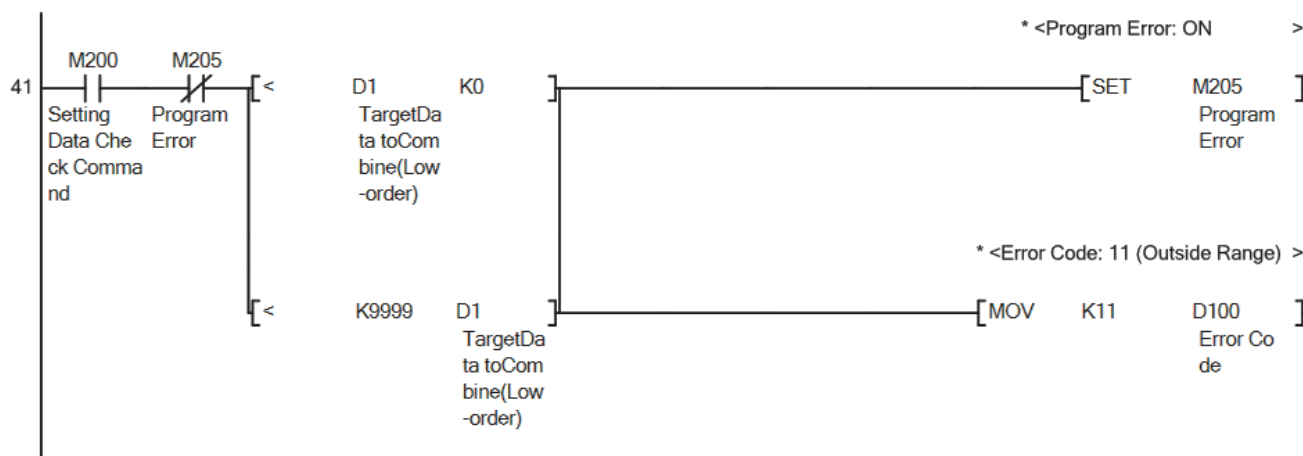 * <Program Error: ON >
M200 M205
41 [< D1 K0 ] [SET M205 ]
Setting Program TargetDa Program
Data Che Error ta toCom Error
ck Comma bine(Low
nd -order)
* <Error Code: 11 (Outside Range) >
[< K9999 D1 ] [MOV K11 D100 ]
TargetDa Error Co
ta toCom de
bine(Low
-order)